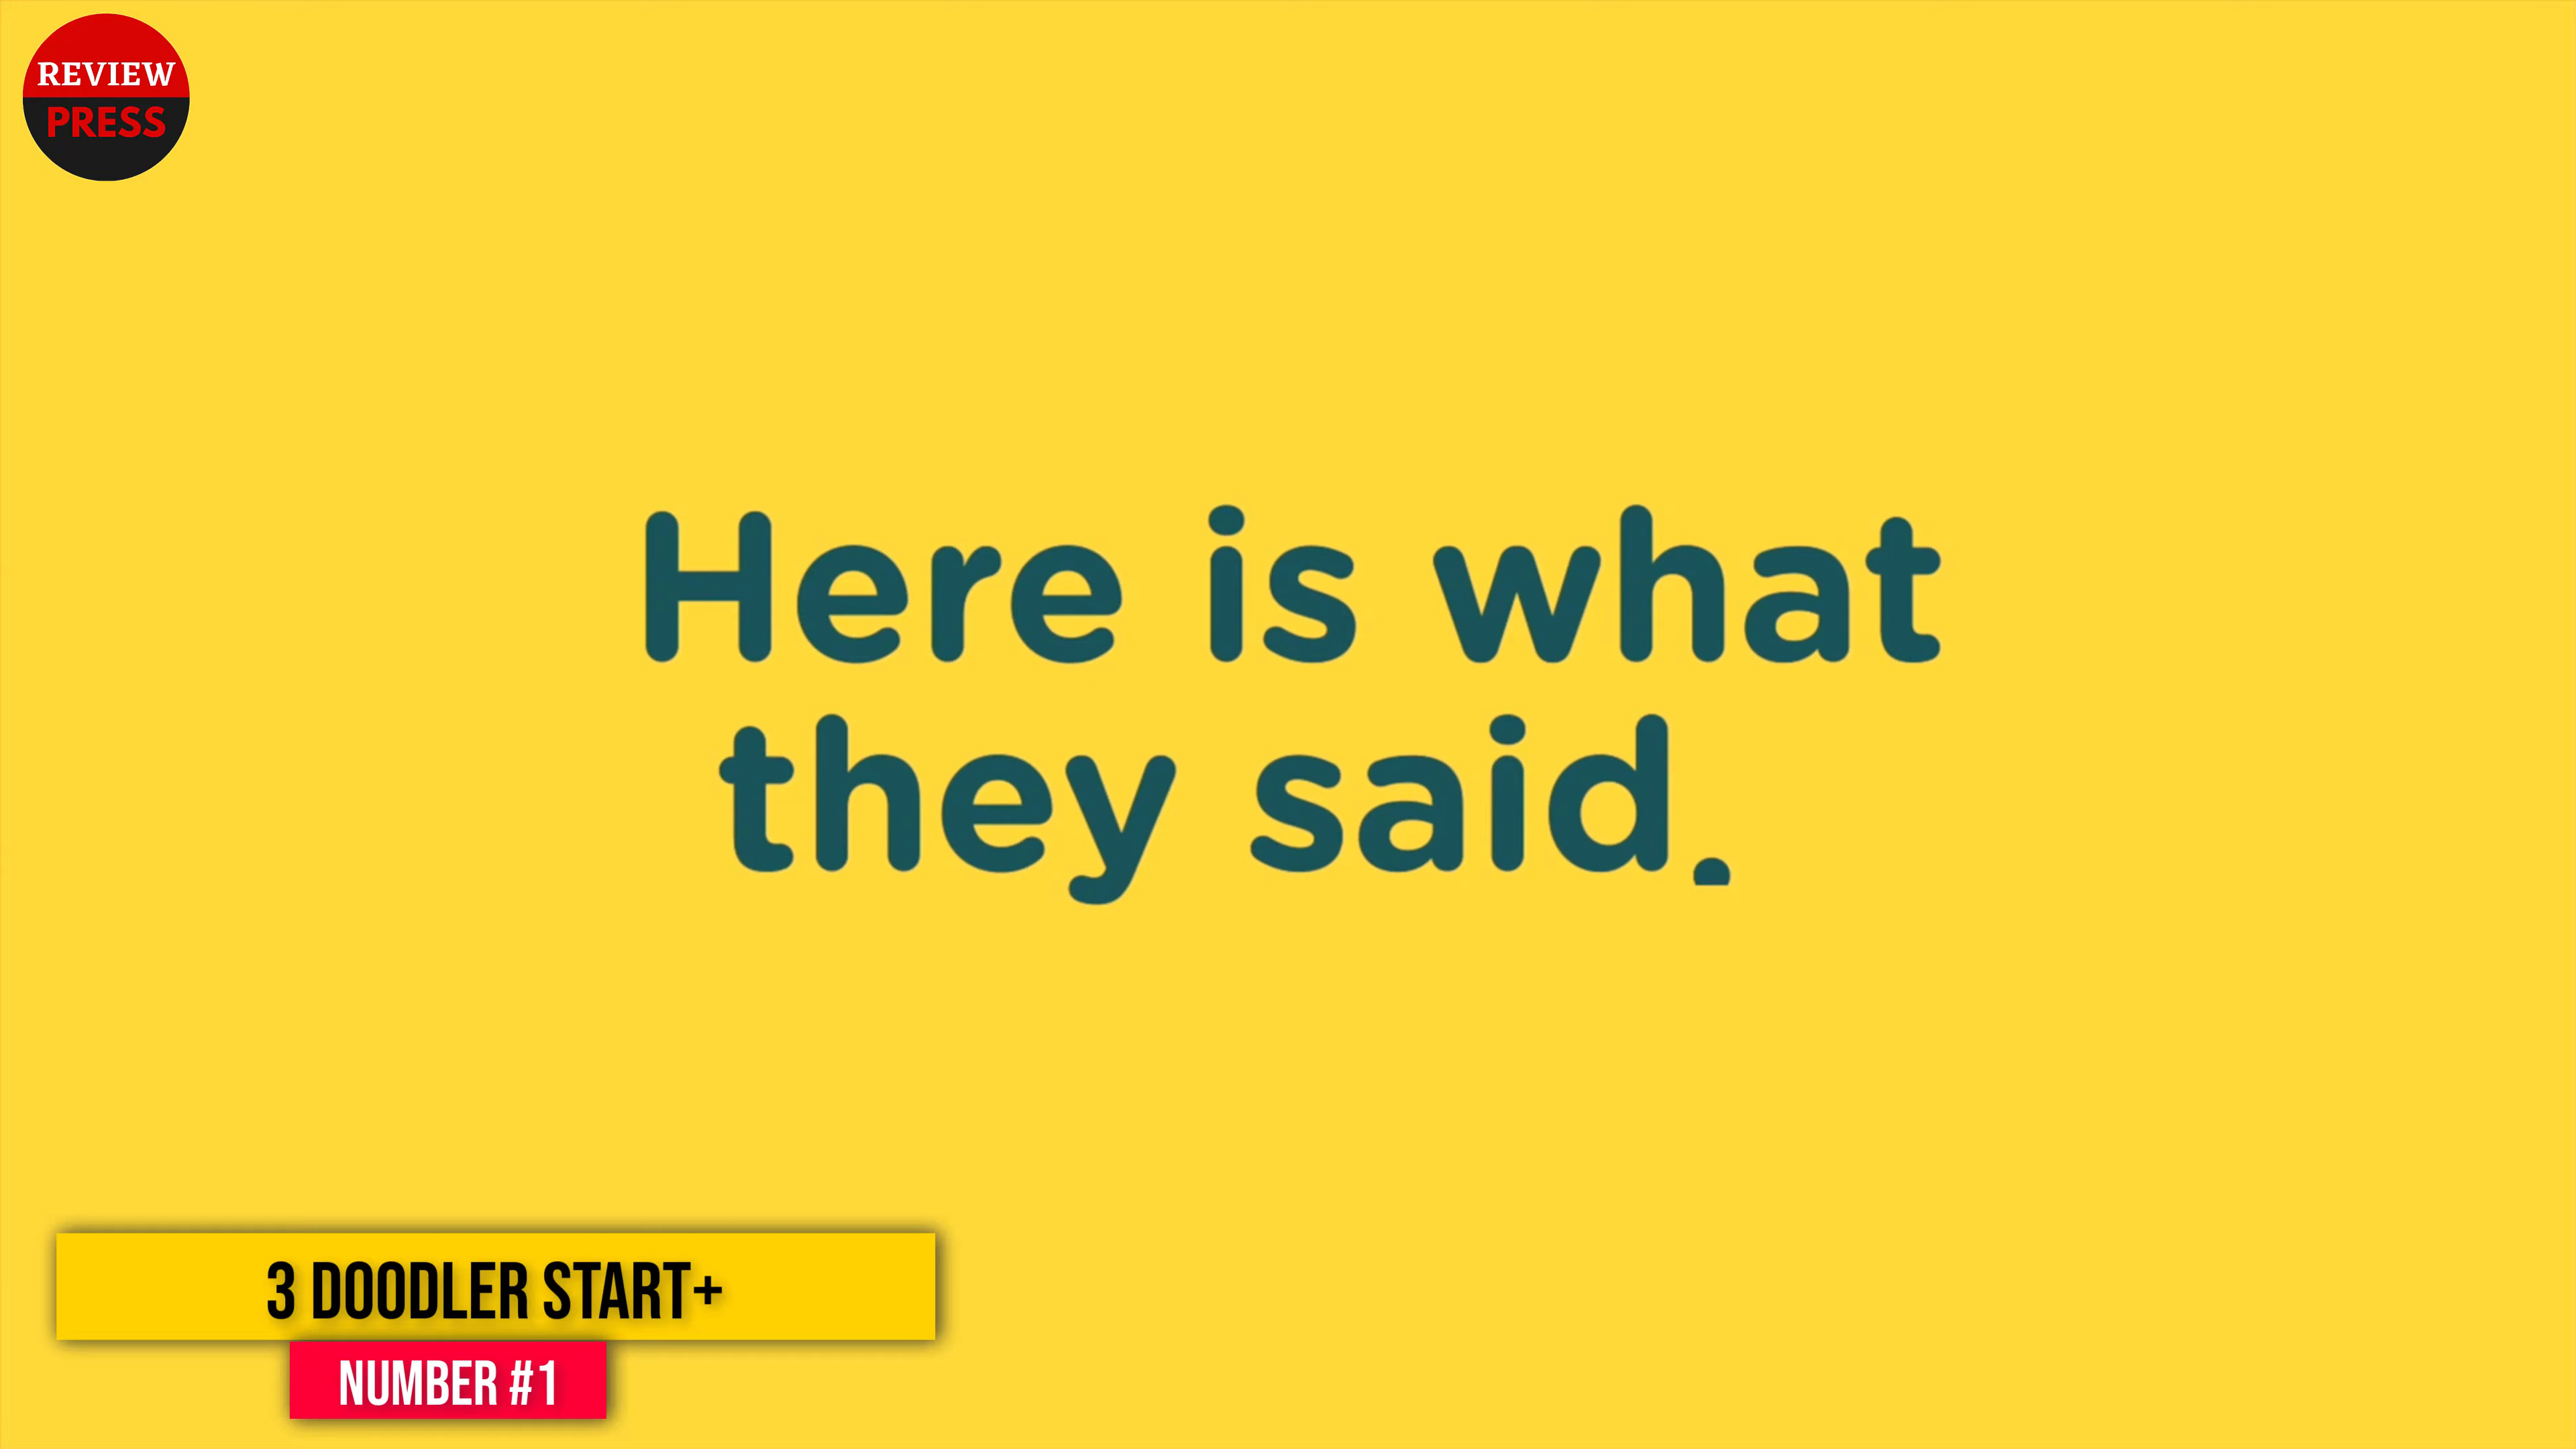 REVIEW
PRESS
Here is what
they said.
3 DOODLER START+
NUMBER #1